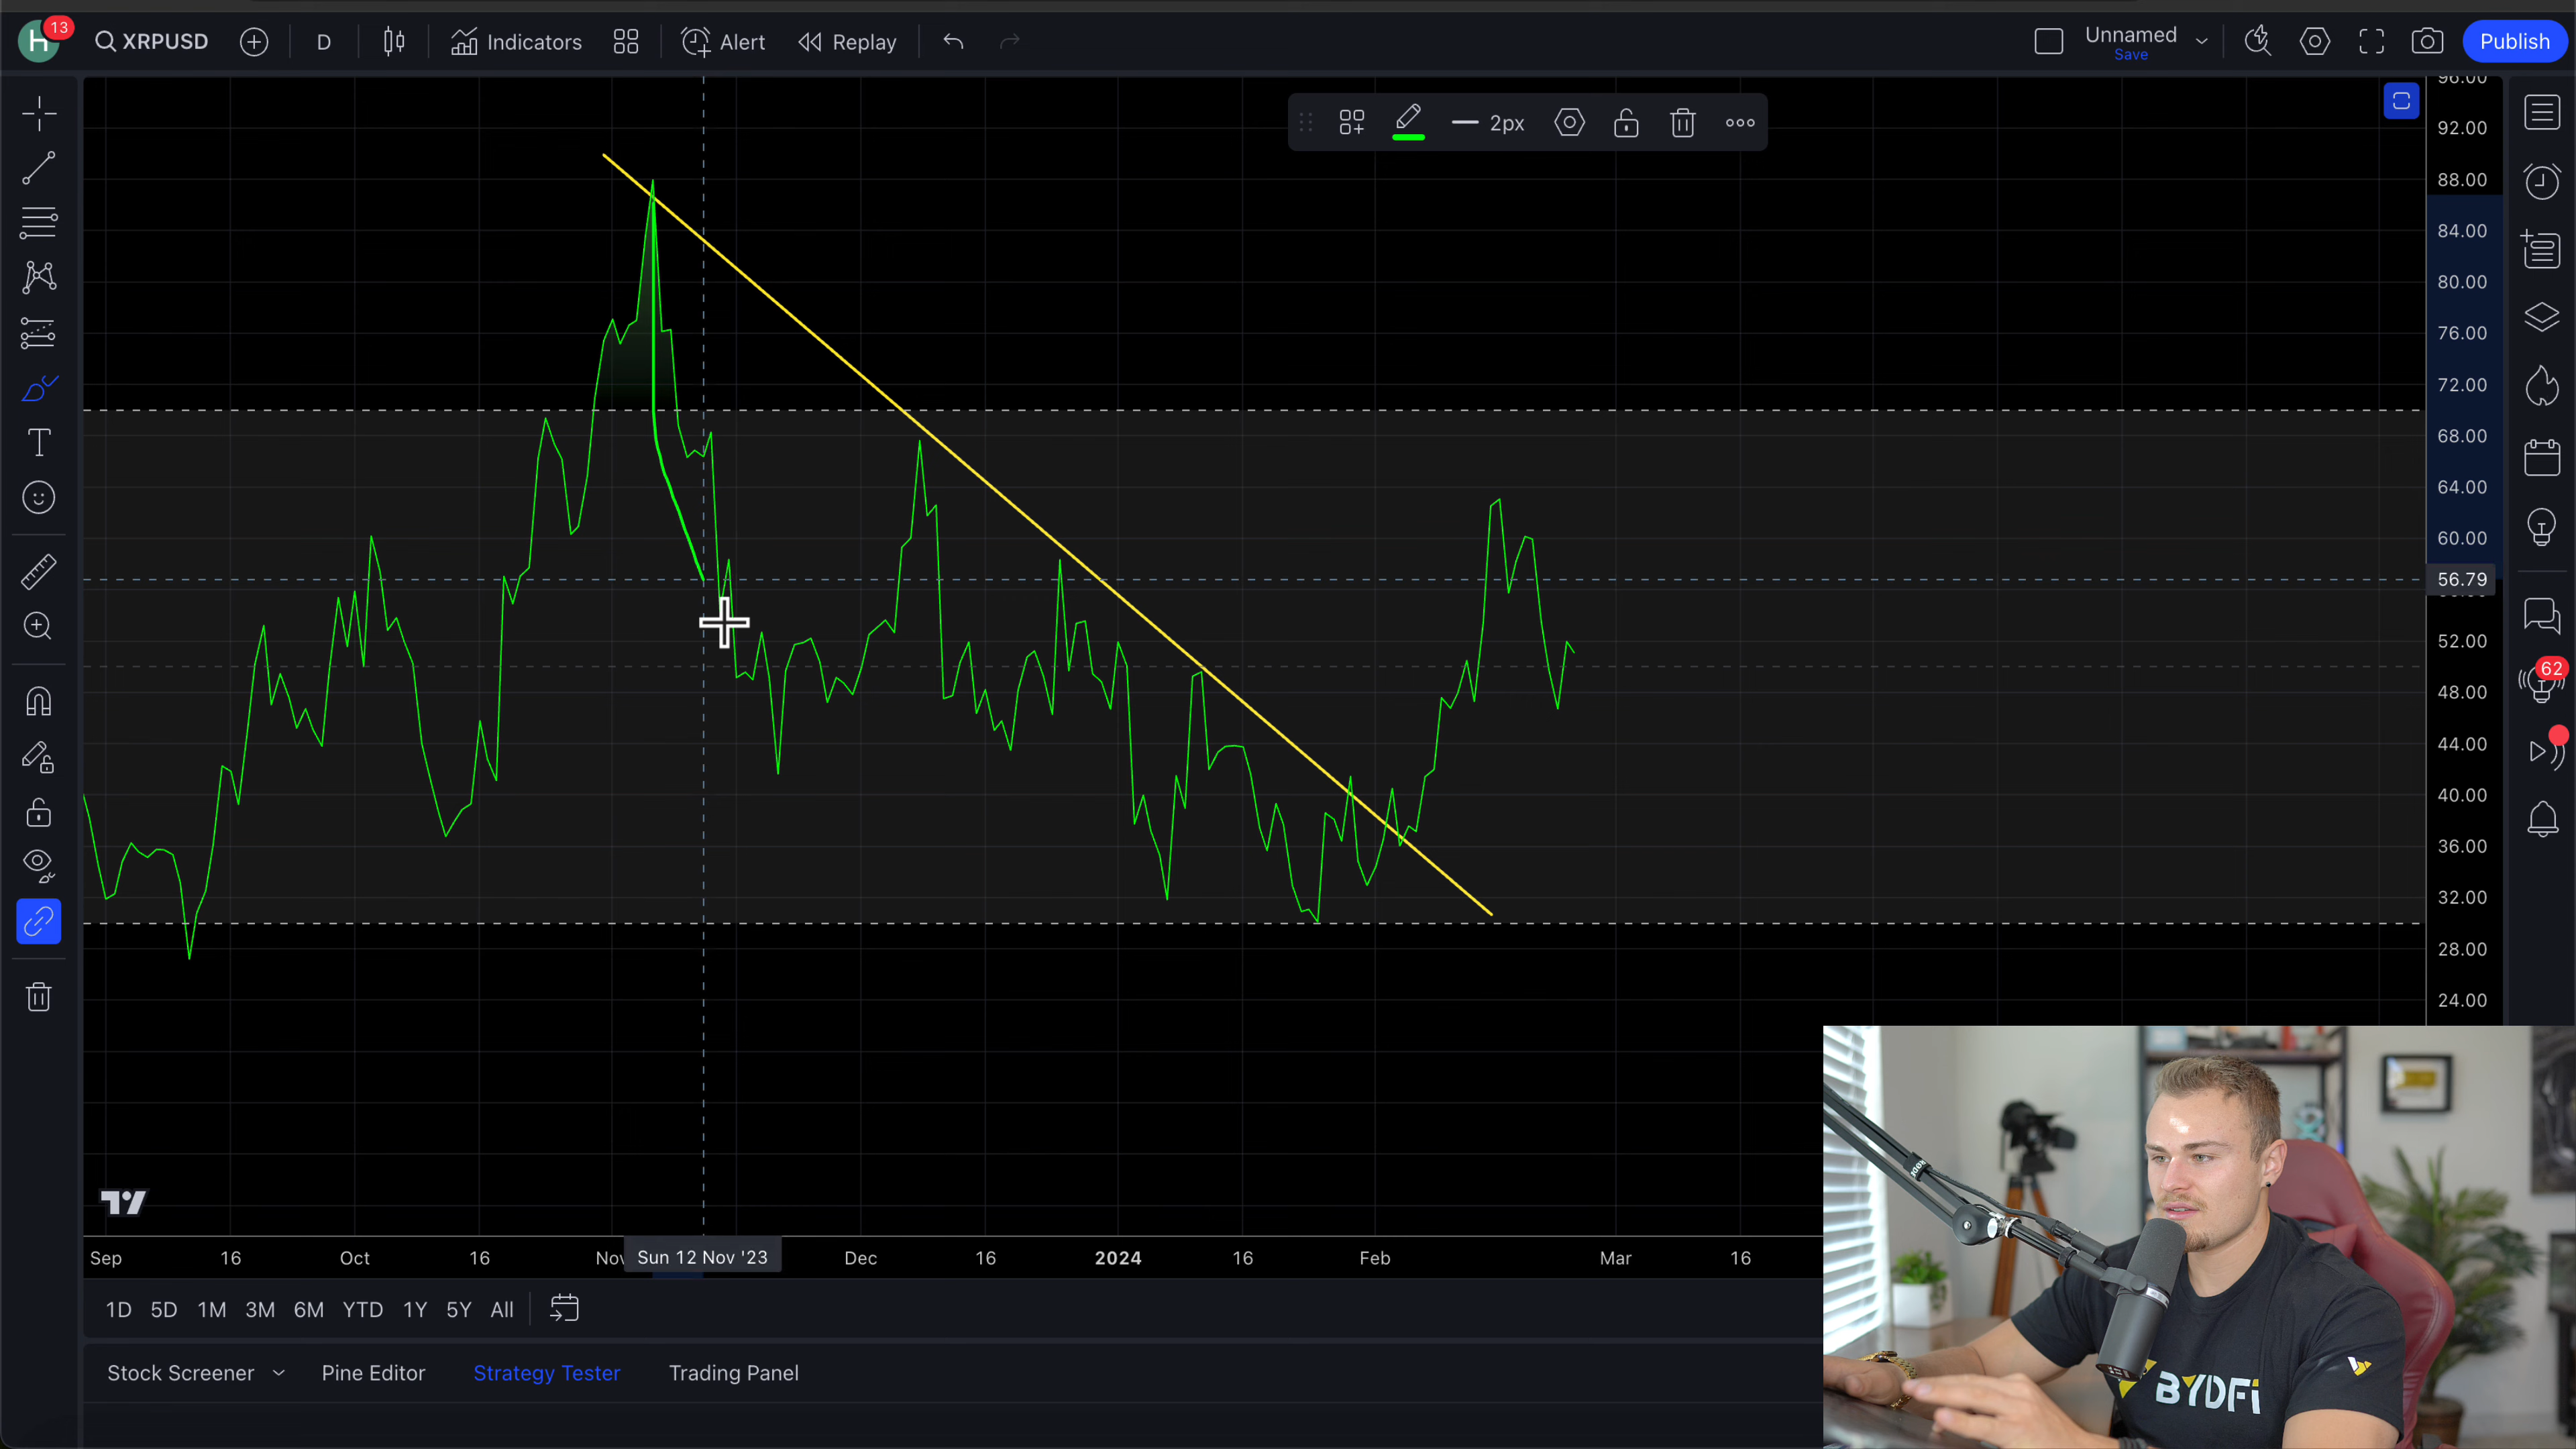 H 13 XRPUSD D Indicators Alert Replay Unnamed Publish
Save
2px
96.00
92.00
88.00
84.00
80.00
76.00
72.00
68.00
64.00
60.00
56.79
52.00
48.00
44.00
40.00
36.00
32.00
28.00
24.00
62
Sep 16 Oct 16 Nov Sun 12 Nov '23 Dec 16 2024 16 Feb Mar 16
1D 5D 1M 3M 6M YTD 1Y 5Y All
Stock Screener Pine Editor Strategy Tester Trading Panel
RØDE
BYDFi